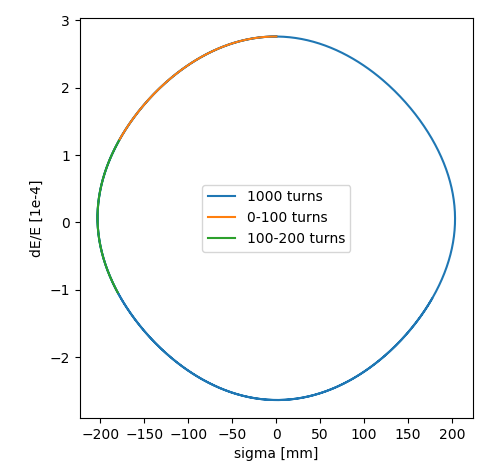 3
2
1
0
−1
−2
dE/E [1e-4]
1000 turns
0-100 turns
100-200 turns
−200 −150 −100 −50 0 50 100 150 200
sigma [mm]